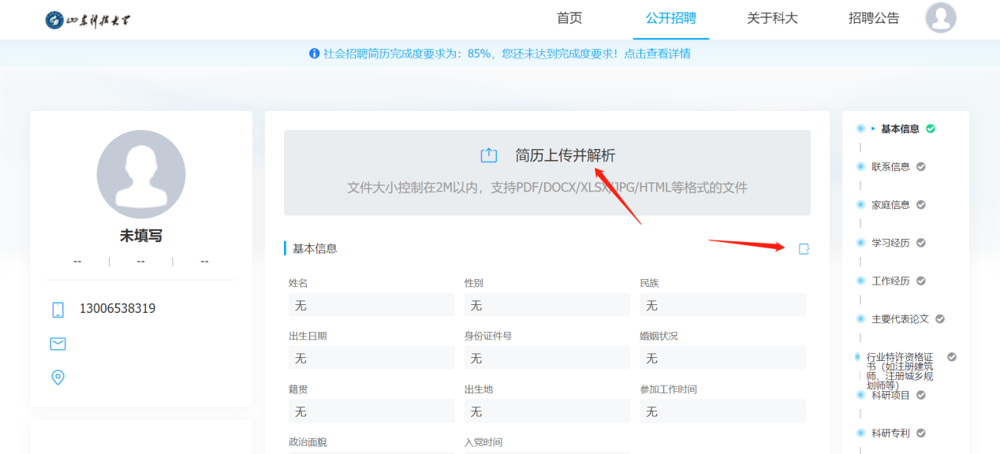 山东科技大学
首页
公开招聘
关于科大
招聘公告
社会招聘简历完成度要求为：85%，您还未达到完成度要求！点击查看详情
未填写
--
--
--
13006538319
简历上传并解析
文件大小控制在2M以内，支持PDF/DOCX/XLSX/JPG/HTML等格式的文件
基本信息
姓名
性别
民族
无
无
无
出生日期
身份证件号
婚姻状况
无
无
无
籍贯
出生地
参加工作时间
无
无
无
政治面貌
入党时间
基本信息
联系信息
家庭信息
学习经历
工作经历
主要代表论文
行业特许资格证
书（如注册建筑
师、注册城乡规
划师等）
科研项目
科研专利